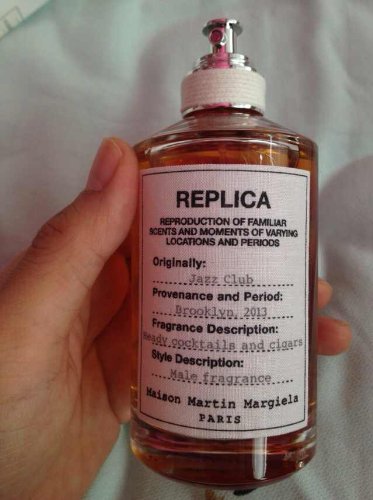 REPLICA
REPRODUCTION OF FAMILIAR
SCENTS AND MOMENTS OF VARYING
LOCATIONS AND PERIODS
Originally:
Jazz Club
Provenance and Period:
Brooklyn, 2013
Fragrance Description:
Heady cocktails and cigars
Style Description:
Male fragrance
Maison Martin Margiela
PARIS